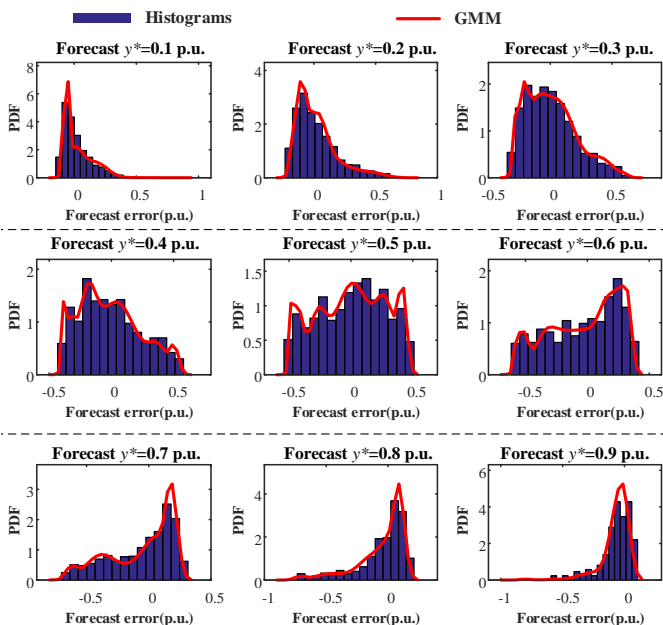 Histograms GMM
Forecast y*=0.1 p.u. Forecast y*=0.2 p.u. Forecast y*=0.3 p.u.
PDF
8
6
4
2
0
0 0.5 1
Forecast error(p.u.)
PDF
4
2
0
0 0.5 1
Forecast error(p.u.)
PDF
2
1
0
-0.5 0 0.5
Forecast error(p.u.)
Forecast y*=0.4 p.u. Forecast y*=0.5 p.u. Forecast y*=0.6 p.u.
PDF
2
1
0
-0.5 0 0.5
Forecast error(p.u.)
PDF
1.5
1
0.5
0
-0.5 0 0.5
Forecast error(p.u.)
PDF
2
1
0
-0.5 0 0.5
Forecast error(p.u.)
Forecast y*=0.7 p.u. Forecast y*=0.8 p.u. Forecast y*=0.9 p.u.
PDF
3
2
1
0
-0.5 0 0.5
Forecast error(p.u.)
PDF
4
2
0
-1 -0.5 0
Forecast error(p.u.)
PDF
6
4
2
0
-1 -0.5 0
Forecast error(p.u.)